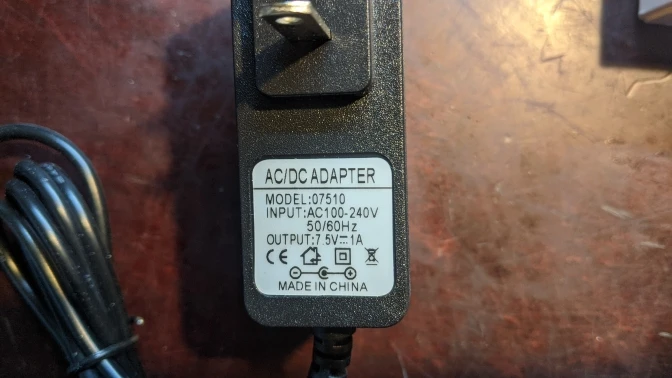 AC/DC ADAPTER
MODEL:07510
INPUT:AC100-240V
50/60Hz
OUTPUT:7.5V⎓1A
CE
MADE IN CHINA